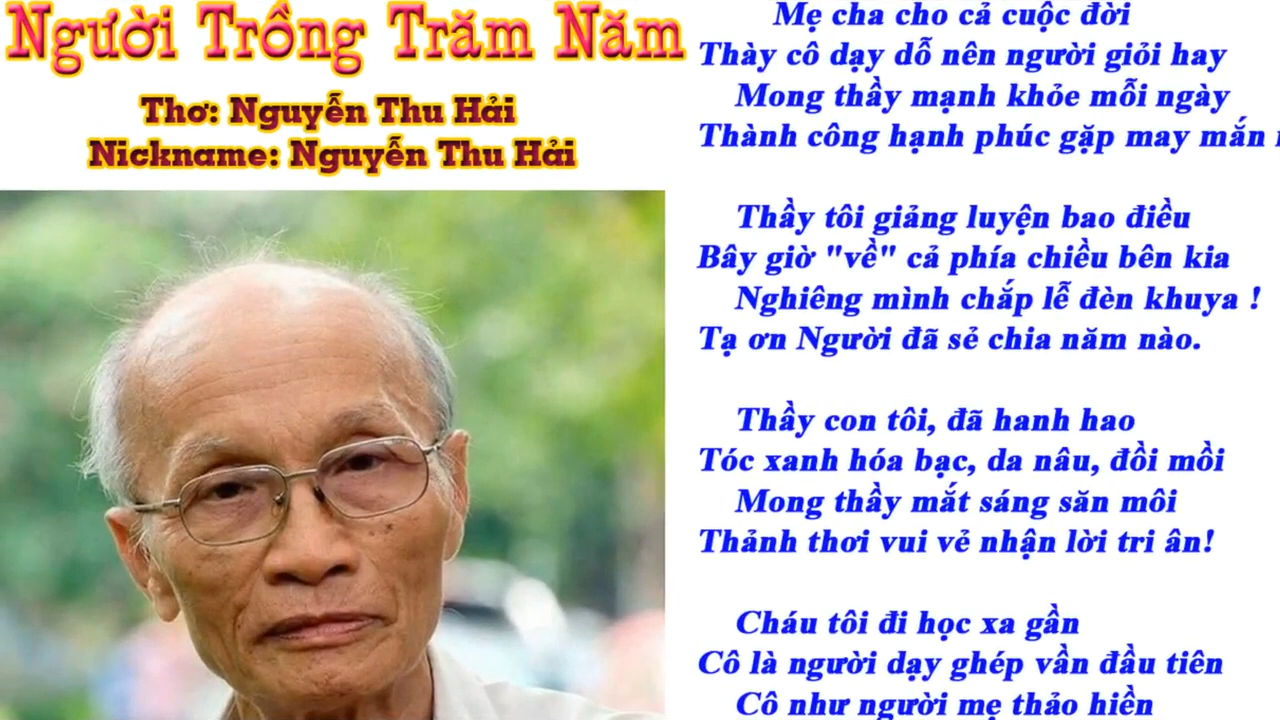 Người Trồng Trăm Năm
Thơ: Nguyễn Thu Hải
Nickname: Nguyễn Thu Hải
Mẹ cha cho cả cuộc đời
Thày cô dạy dỗ nên người giỏi hay
Mong thầy mạnh khỏe mỗi ngày
Thành công hạnh phúc gặp may mắn
Thầy tôi giảng luyện bao điều
Bây giờ "về" cả phía chiều bên kia
Nghiêng mình chắp lễ đèn khuya !
Tạ ơn Người đã sẻ chia năm nào.
Thầy con tôi, đã hanh hao
Tóc xanh hóa bạc, da nâu, đồi mồi
Mong thầy mắt sáng săn môi
Thảnh thơi vui vẻ nhận lời tri ân!
Cháu tôi đi học xa gần
Cô là người dạy ghép vần đầu tiên
Cô như người mẹ thảo hiền